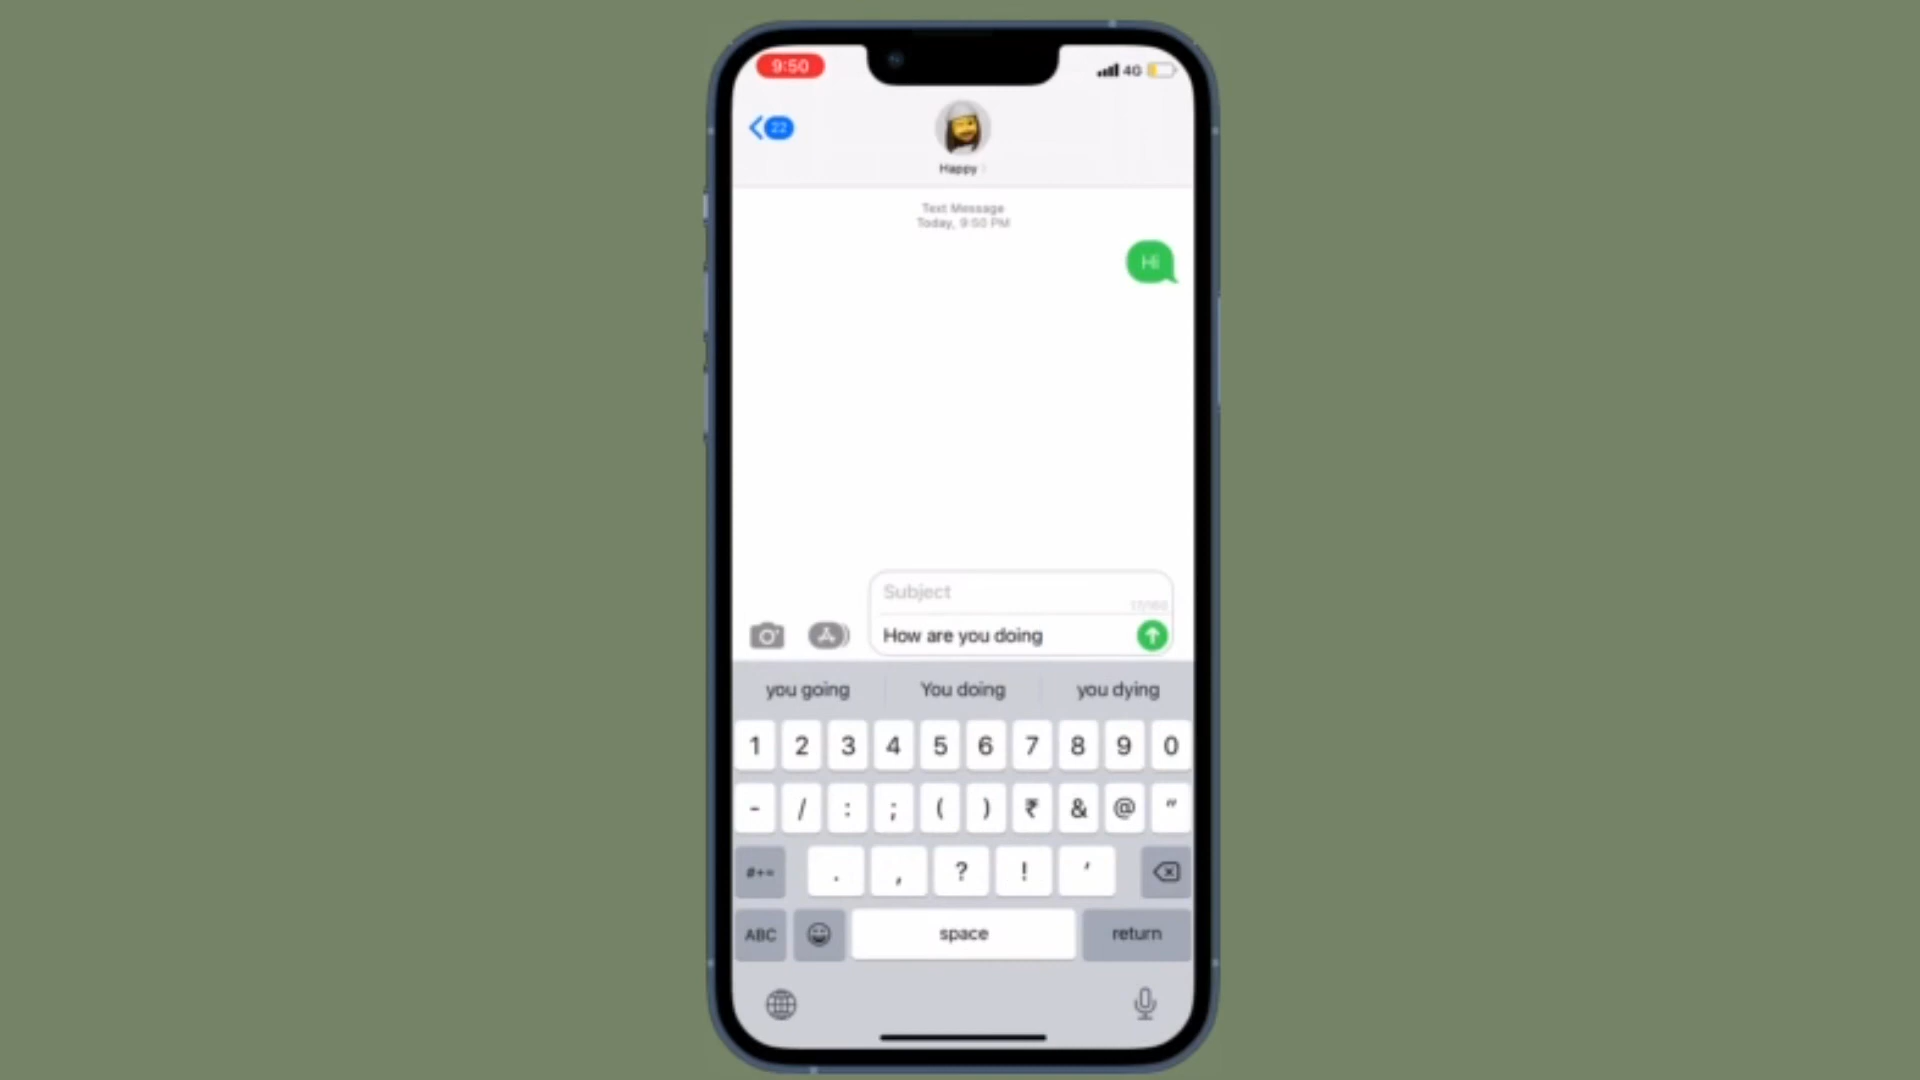 9:50
4G
22
Happy
Text Message
Today, 9:50 PM
Hi
Subject
How are you doing
you going You doing you dying
1 2 3 4 5 6 7 8 9 0
- / : ; ( ) ₹ & @ "
#+= . , ? ! '
ABC space return